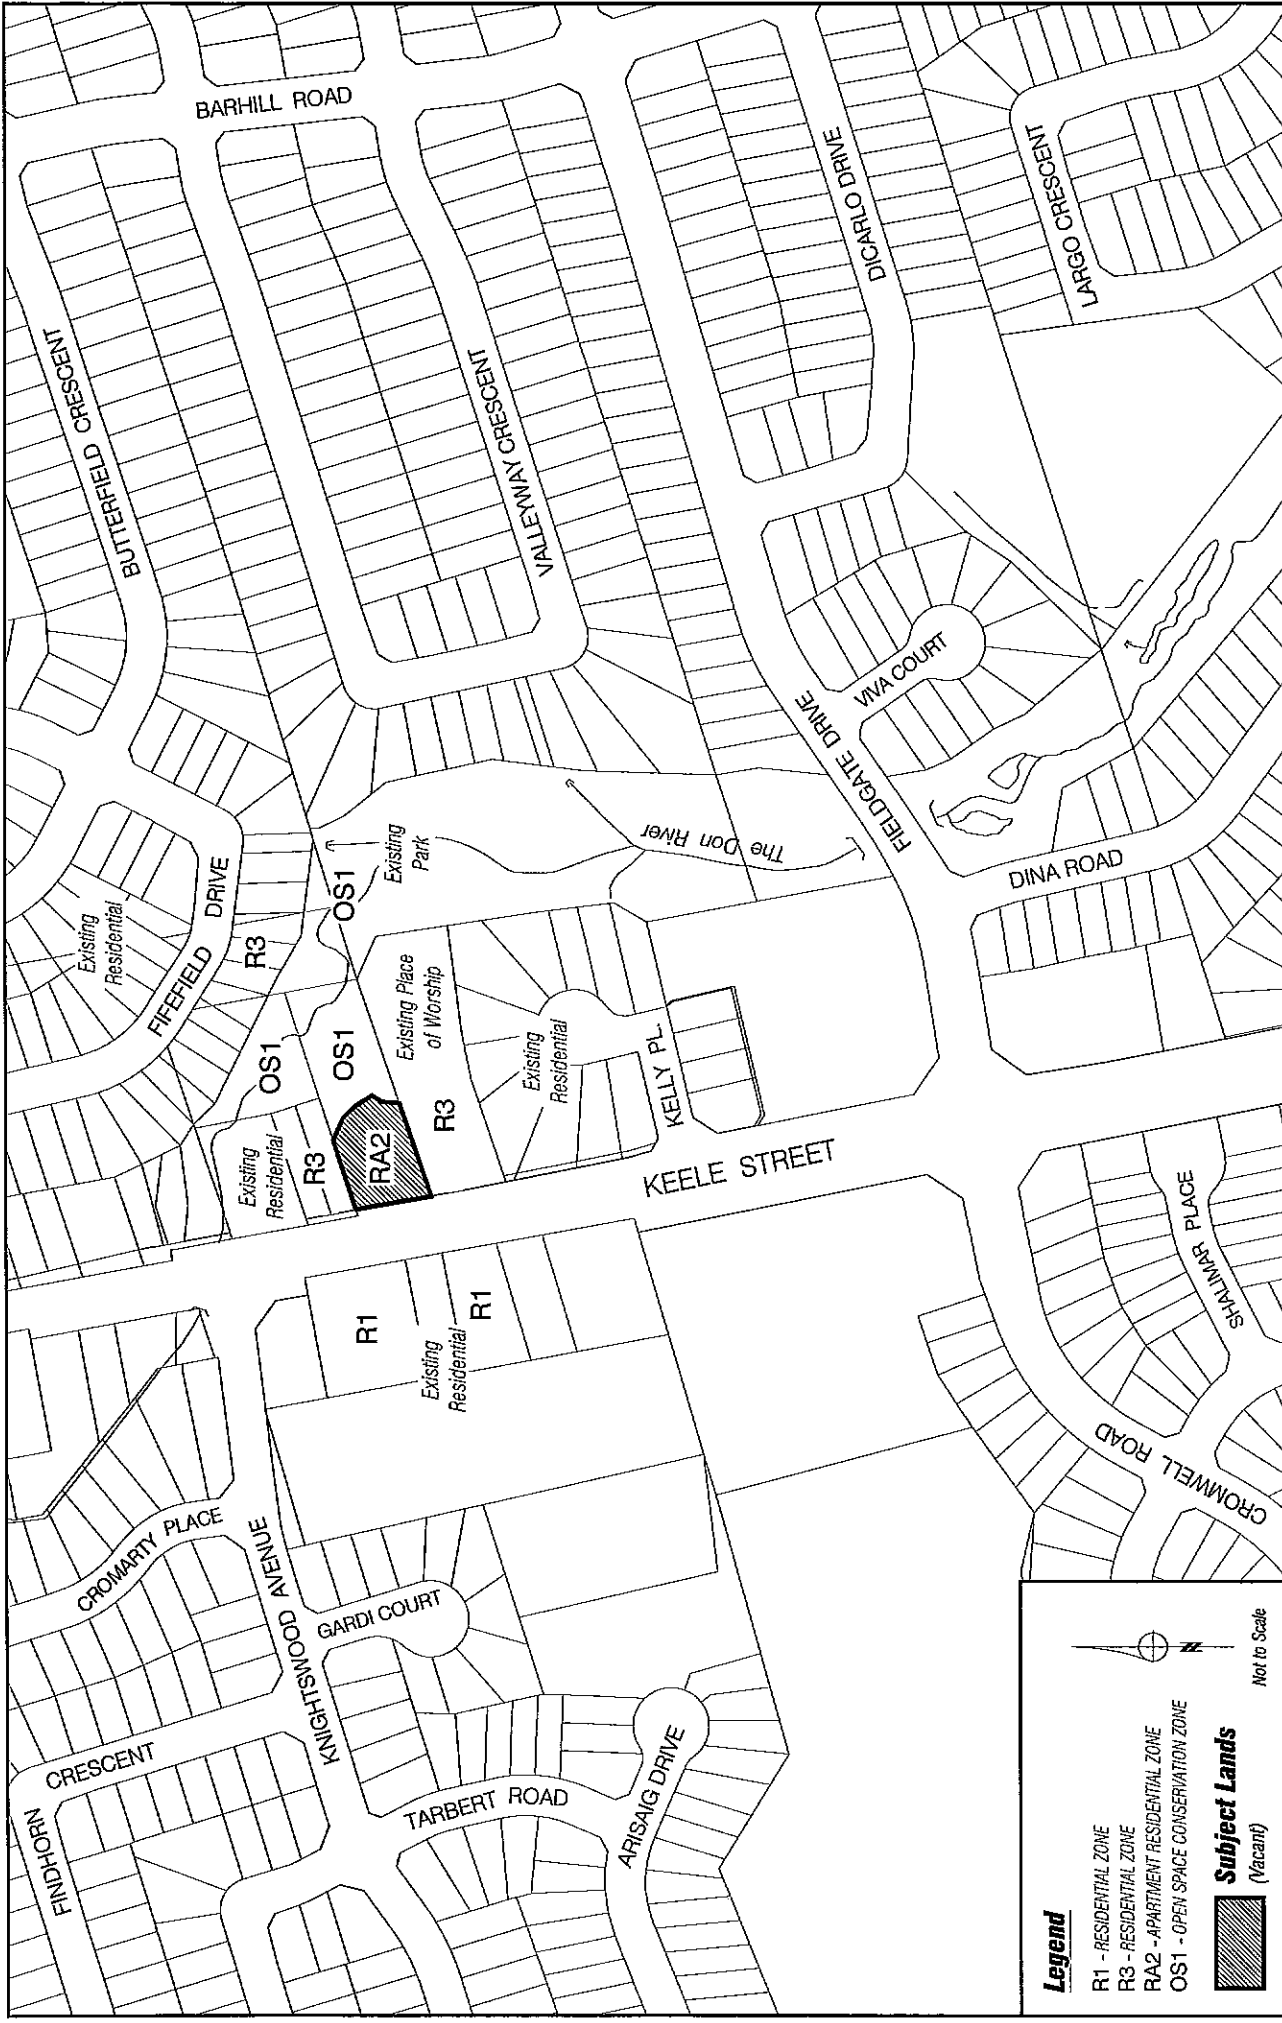 BARHILL ROAD
BUTTERFIELD CRESCENT
VALLEYWAY CRESCENT
DICARLO DRIVE
LARGO CRESCENT
FIFEFIELD DRIVE
Existing
Residential
R3
OS1
Existing
Park
The Don River
FIELDGATE DRIVE
VIVA COURT
DINA ROAD
OS1
OS1
Existing Place
of Worship
R3
Existing
Residential
R3
RA2
Existing
Residential
KELLY PL.
KEELE STREET
R1
Existing
Residential
R1
SHALIMAR PLACE
CROMWELL ROAD
CROMARTY PLACE
KNIGHTSWOOD AVENUE
GARDI COURT
FINDHORN
CRESCENT
TARBERT ROAD
ARISAIG DRIVE
Legend
R1 - RESIDENTIAL ZONE
R3 - RESIDENTIAL ZONE
RA2 - APARTMENT RESIDENTIAL ZONE
OS1 - OPEN SPACE CONSERVATION ZONE
Subject Lands
(Vacant)
N
Not to Scale